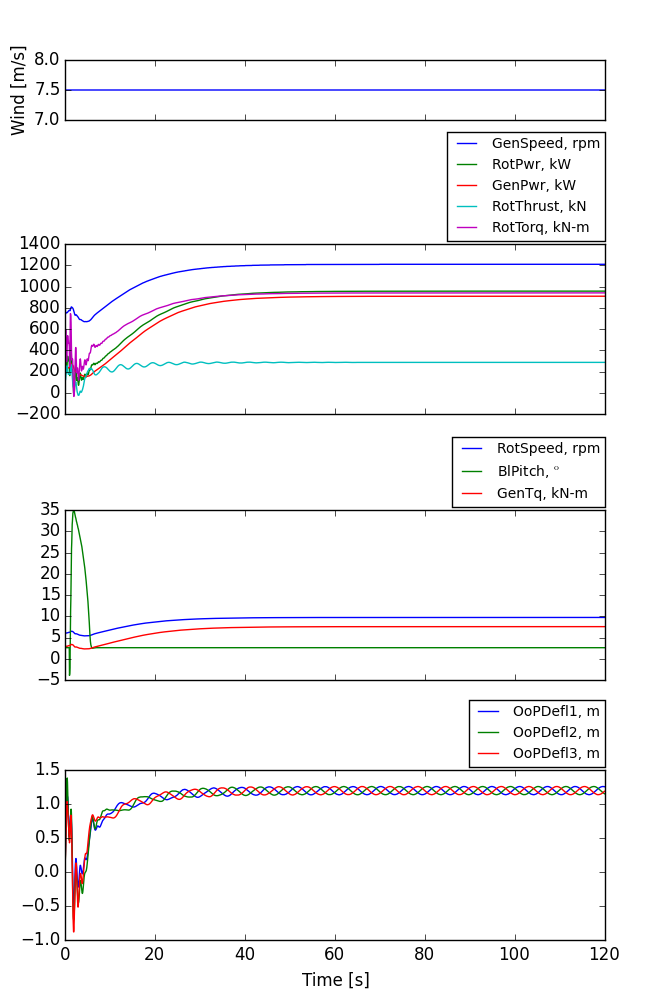 Wind [m/s]
8.0
7.5
7.0
GenSpeed, rpm
RotPwr, kW
GenPwr, kW
RotThrust, kN
RotTorq, kN-m
1400
1200
1000
800
600
400
200
0
−200
RotSpeed, rpm
BlPitch, °
GenTq, kN-m
35
30
25
20
15
10
5
0
−5
OoPDefl1, m
OoPDefl2, m
OoPDefl3, m
1.5
1.0
0.5
0.0
−0.5
−1.0
0 20 40 60 80 100 120
Time [s]